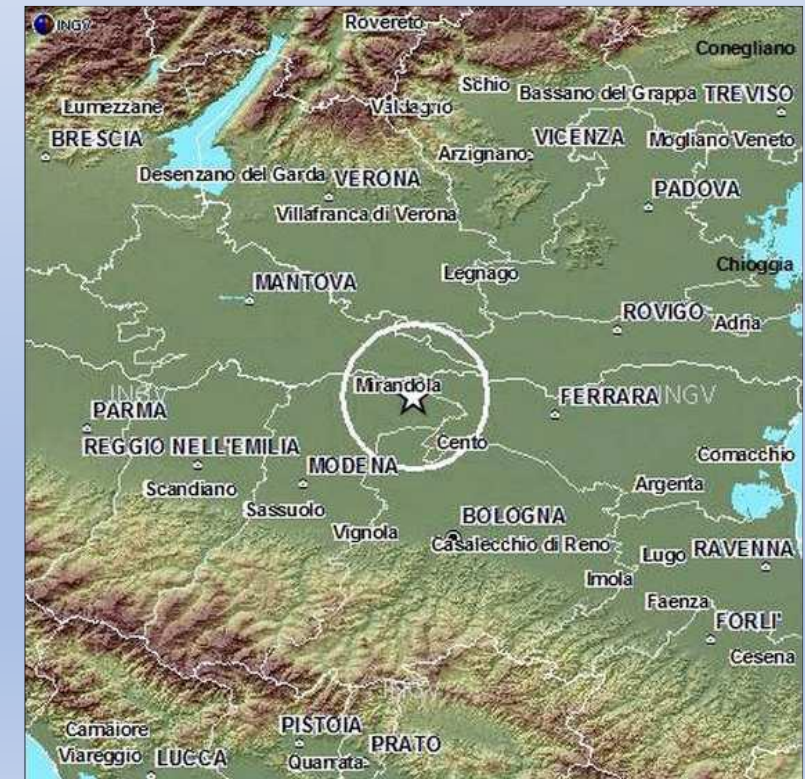 INGV
Rovereto
Conegliano
Schio
Bassano del Grappa
TREVISO
Lumezzane
Valdagno
BRESCIA
VICENZA
Mogliano Veneto
Arzignano
Desenzano del Garda
VERONA
PADOVA
Villafranca di Verona
Legnago
Chioggia
MANTOVA
ROVIGO
Adria
Mirandola
INGV
FERRARA
INGV
PARMA
REGGIO NELL'EMILIA
Cento
Comacchio
MODENA
Scandiano
Argenta
Sassuolo
BOLOGNA
Vignola
Casalecchio di Reno
Lugo
RAVENNA
Imola
Faenza
FORLI'
Cesena
INGV
Camaiore
PISTOIA
PRATO
Viareggio
LUCCA
Quarrata